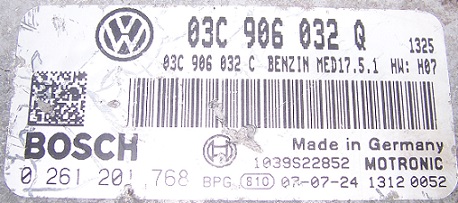 03C 906 032 Q 1325
03C 906 032 C BENZIN MED17.5.1 HW: H07
BOSCH
Made in Germany
1039S22852 MOTRONIC
0 261 201 768 BPG 810 07-07-24 1312 0052